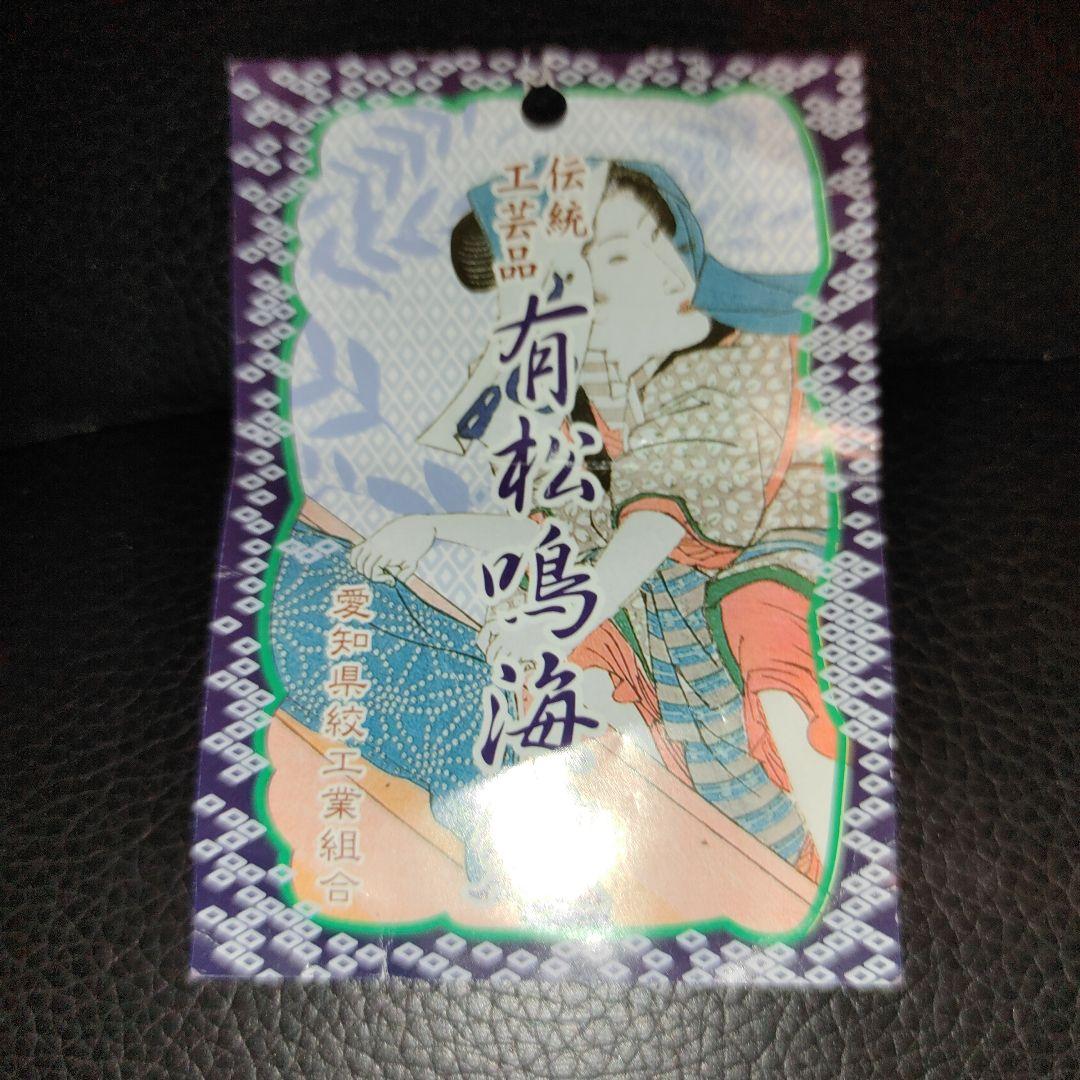 伝統
工芸品
有松鳴海
愛知県絞工業組合